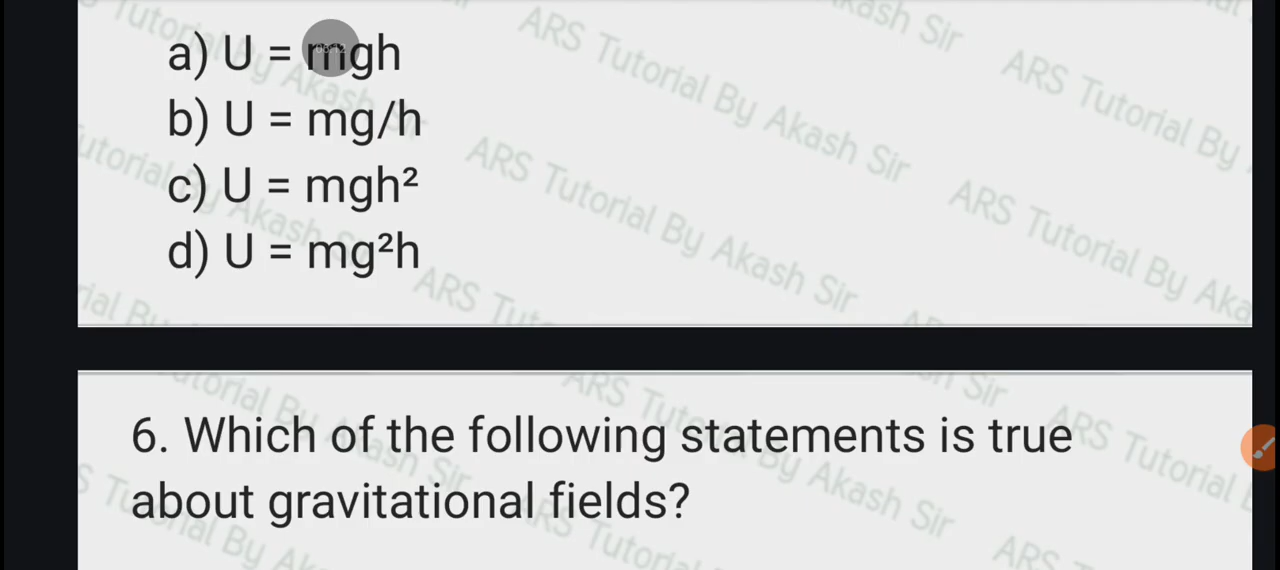 a) U = mgh
b) U = mg/h
c) U = mgh²
d) U = mg²h
6. Which of the following statements is true
about gravitational fields?
ARS Tutorial By Akash Sir